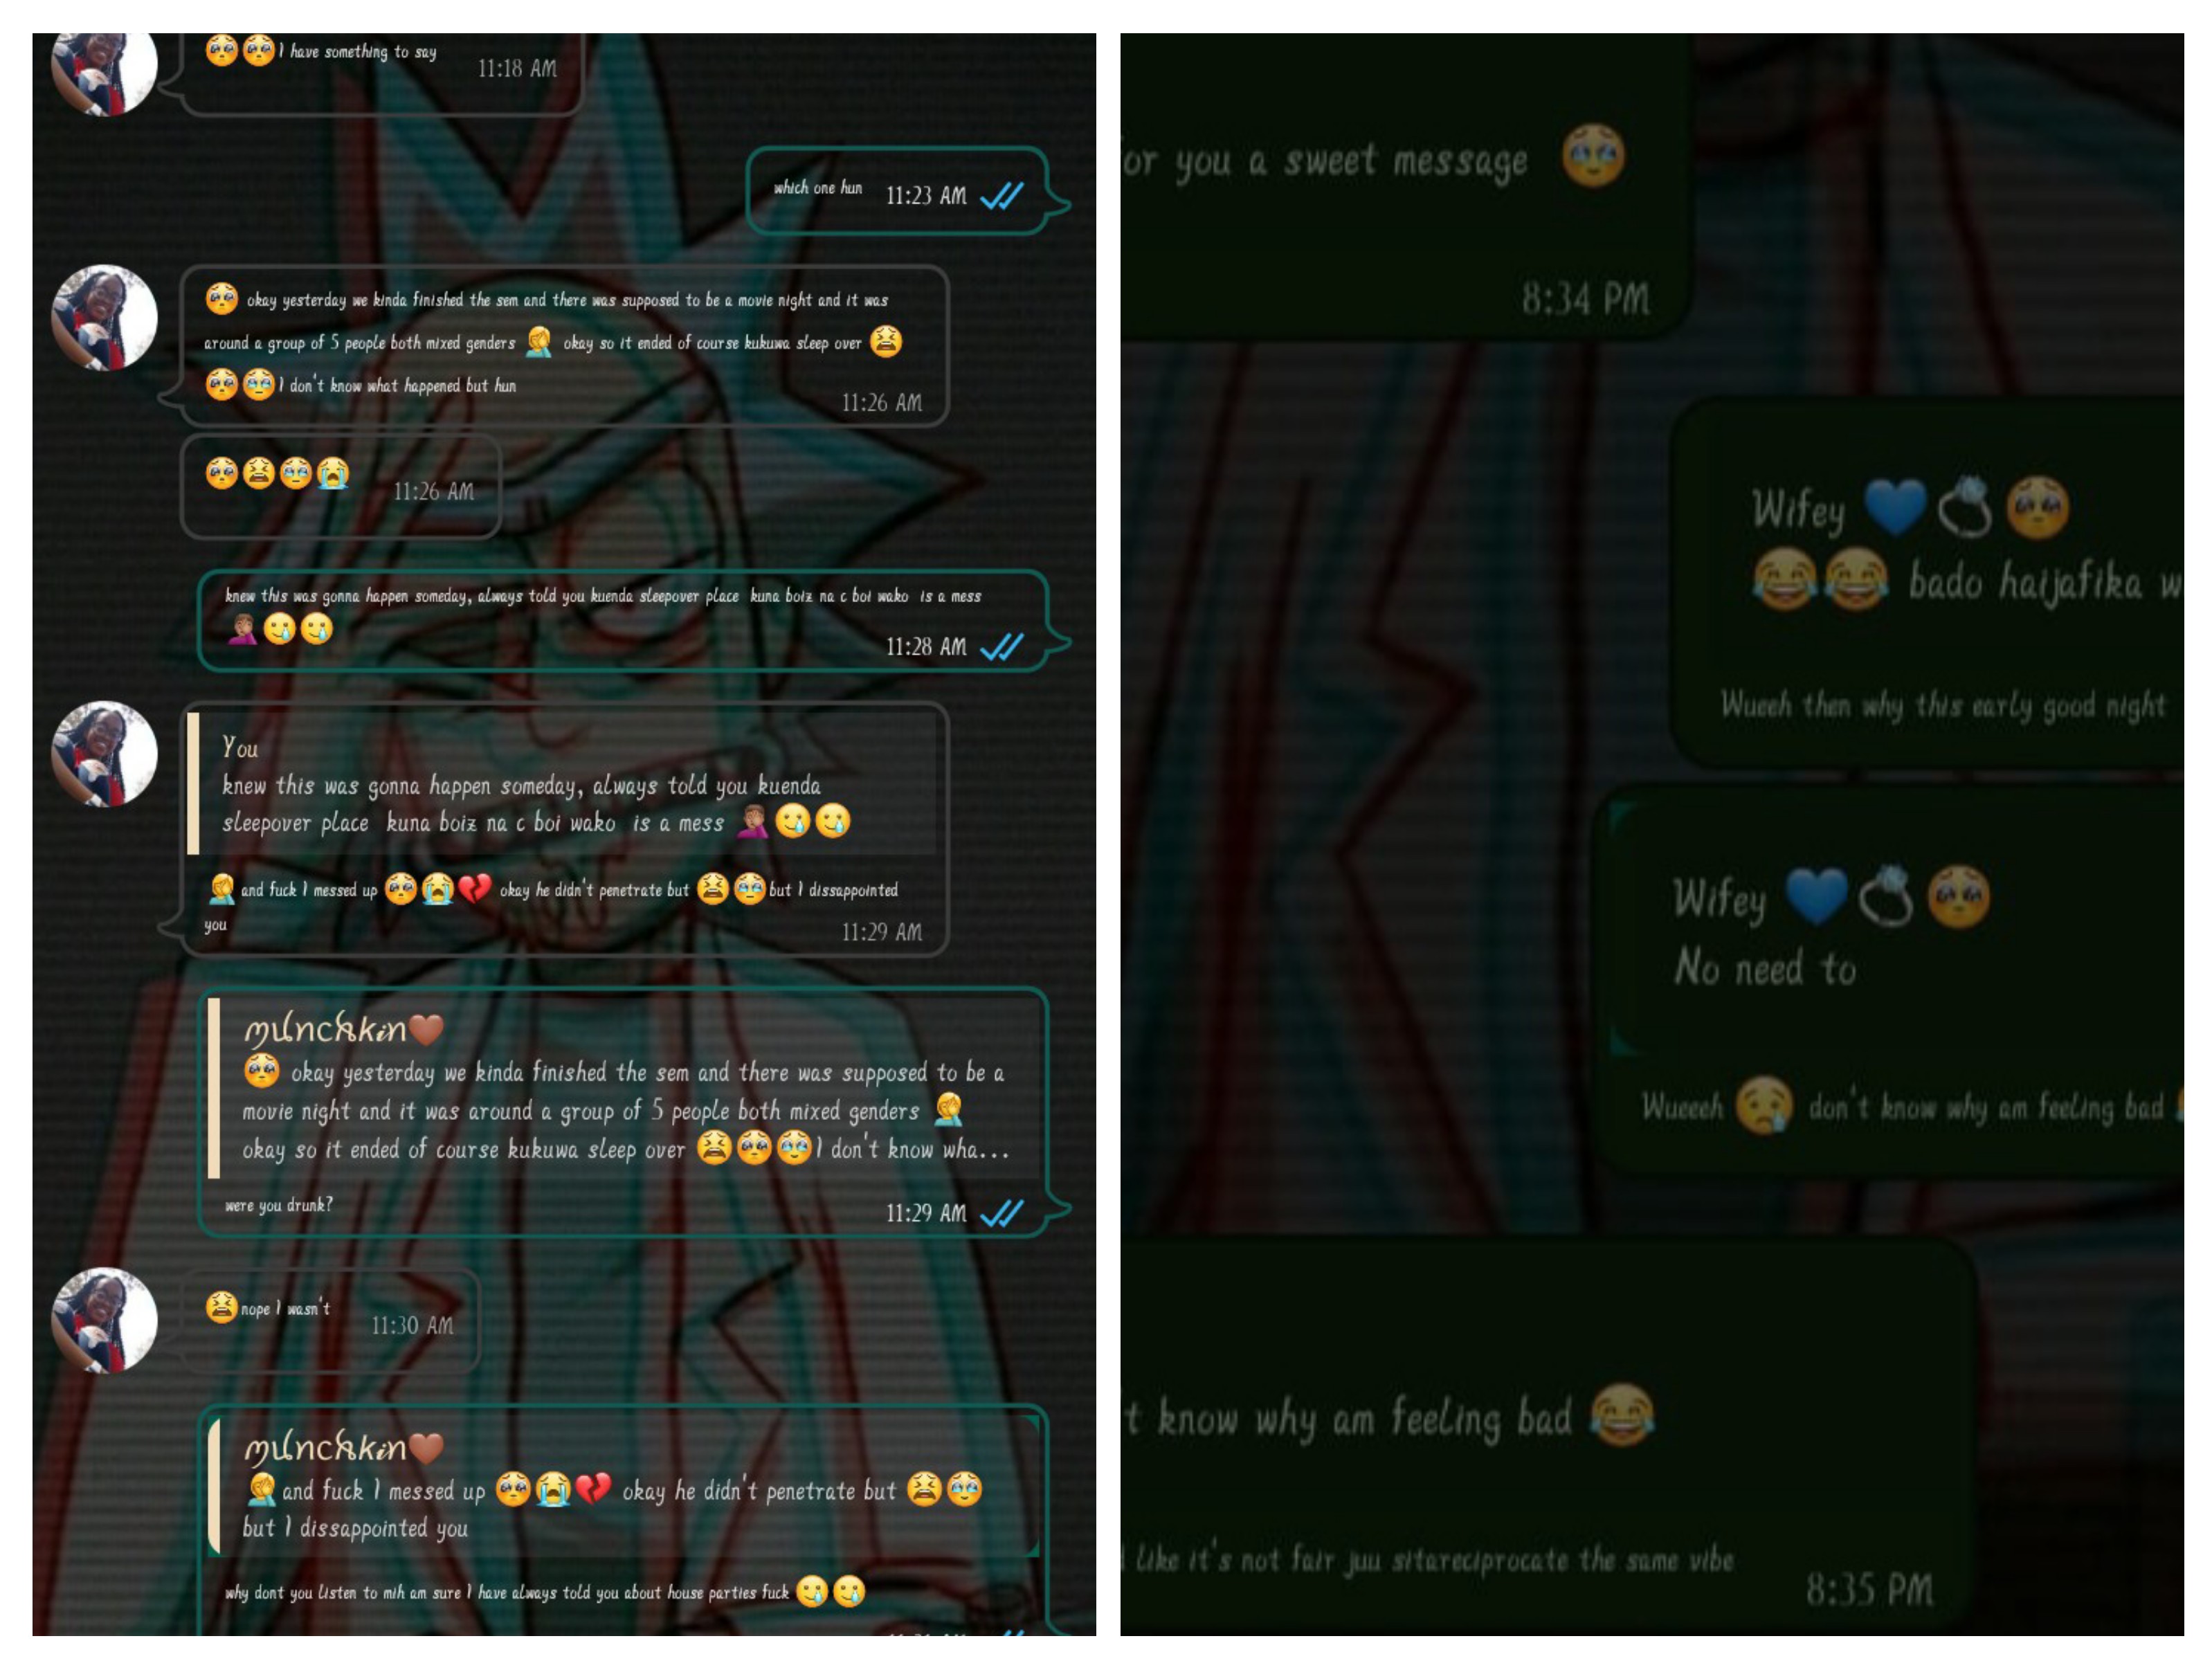 🥺🥺I have something to say
11:18 AM
which one hun 11:23 AM
🥺 okay yesterday we kinda finished the sem and there was supposed to be a movie night and it was
around a group of 5 people both mixed genders 🤦 okay so it ended of course kukuwa sleep over 😫
🥺🥹I don't know what happened but hun
11:26 AM
🥺😫🥹😭 11:26 AM
knew this was gonna happen someday, always told you kuenda sleepover place kuna boiz na c boi wako is a mess
🤦🏽🥲🥲
11:28 AM
You
knew this was gonna happen someday, always told you kuenda
sleepover place kuna boiz na c boi wako is a mess 🤦🏽🥲🥲
🤦 and fuck I messed up 🥺😭💔 okay he didn't penetrate but 😫🥹but I dissappointed
you
11:29 AM
munchkin🤎
🥺 okay yesterday we kinda finished the sem and there was supposed to be a
movie night and it was around a group of 5 people both mixed genders 🤦
okay so it ended of course kukuwa sleep over 😫🥺🥹I don't know wha...
were you drunk?
11:29 AM
😫nope I wasn't
11:30 AM
munchkin🤎
🤦and fuck I messed up 🥺😭💔 okay he didn't penetrate but 😫🥹
but I dissappointed you
why dont you listen to mih am sure I have always told you about house parties fuck 🥲🥲
or you a sweet message 🥹
8:34 PM
Wifey 💙💍🥹
😂😂 bado haijafika w
Wueeh then why this early good night
Wifey 💙💍🥹
No need to
Wueeeh 😢 don't know why am feeling bad
t know why am feeling bad 😂
like it's not fair juu sitareciprocate the same vibe
8:35 PM